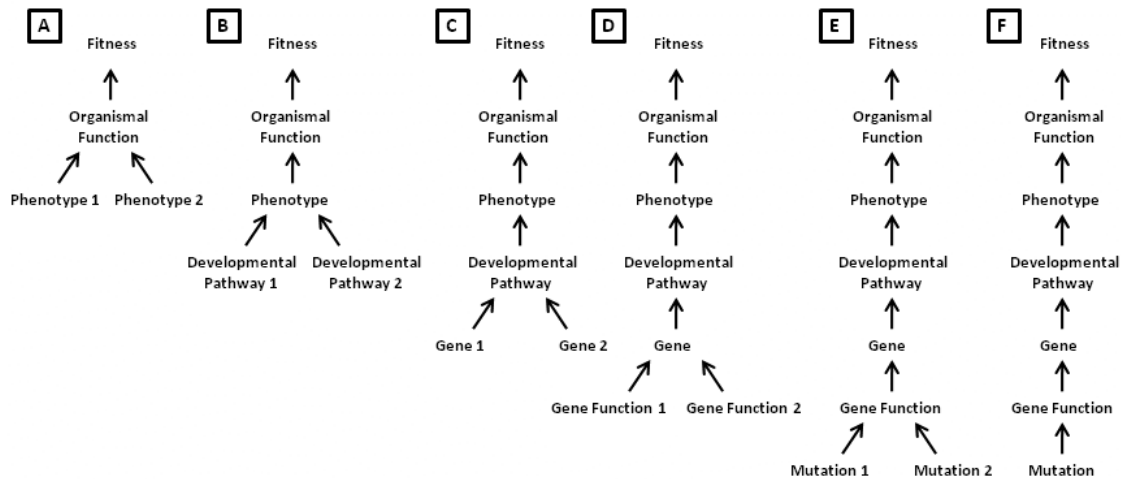 A
B
C
D
E
F
Fitness
Fitness
Fitness
Fitness
Fitness
Fitness
Organismal
Function
Organismal
Function
Organismal
Function
Organismal
Function
Organismal
Function
Organismal
Function
Phenotype 1
Phenotype 2
Phenotype
Phenotype
Phenotype
Phenotype
Phenotype
Developmental
Pathway 1
Developmental
Pathway 2
Developmental
Pathway
Developmental
Pathway
Developmental
Pathway
Developmental
Pathway
Gene 1
Gene 2
Gene
Gene
Gene
Gene Function 1
Gene Function 2
Gene Function
Gene Function
Mutation 1
Mutation 2
Mutation